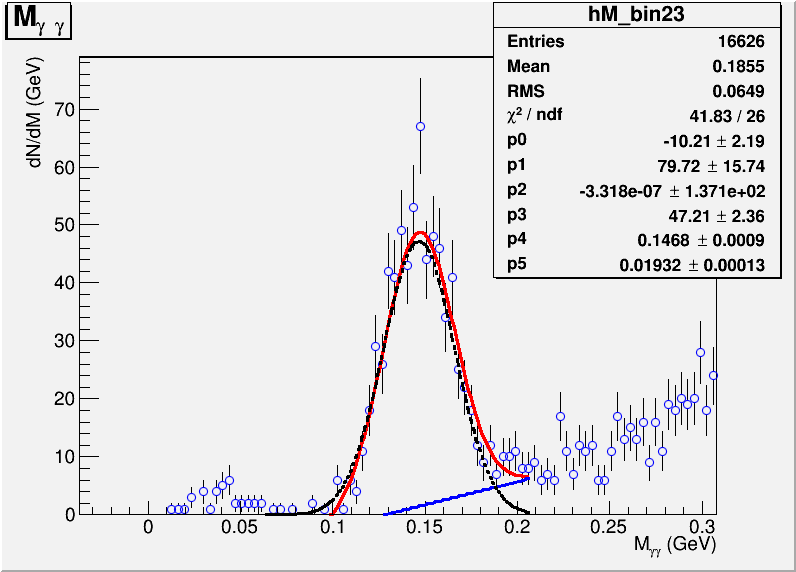 M γ γ
hM_bin23
Entries 16626
Mean 0.1855
RMS 0.0649
χ² / ndf 41.83 / 26
p0 -10.21 ± 2.19
p1 79.72 ± 15.74
p2 -3.318e-07 ± 1.371e+02
p3 47.21 ± 2.36
p4 0.1468 ± 0.0009
p5 0.01932 ± 0.00013
dN/dM (GeV)
70
60
50
40
30
20
10
0
0 0.05 0.1 0.15 0.2 0.25 0.3
Mγγ (GeV)